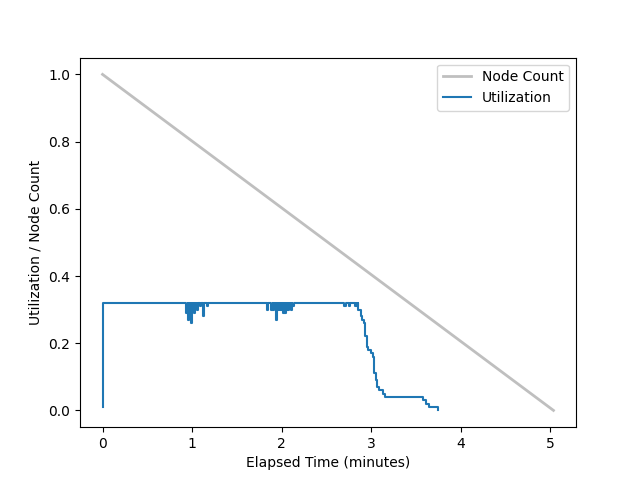 Node Count
Utilization
1.0
0.8
0.6
0.4
0.2
0.0
Utilization / Node Count
0 1 2 3 4 5
Elapsed Time (minutes)